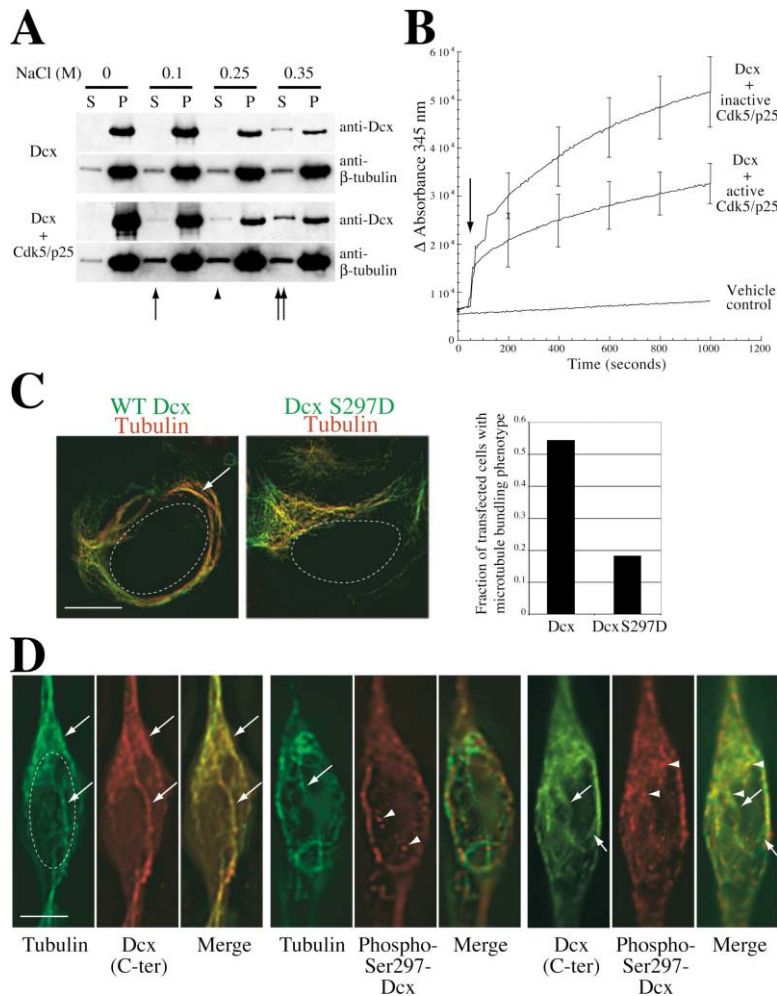 A
NaCl (M) 0 0.1 0.25 0.35
S P S P S P S P
Dcx
anti-Dcx
anti-
β-tubulin
Dcx
+
Cdk5/p25
anti-Dcx
anti-
β-tubulin
B
Δ Absorbance 345 nm
6 10⁴
5 10⁴
4 10⁴
3 10⁴
2 10⁴
1 10⁴
0
200 400 600 800 1000
Time (seconds)
Dcx
+
inactive
Cdk5/p25
Dcx
+
active
Cdk5/p25
Vehicle
control
C
WT Dcx
Tubulin
Dcx S297D
Tubulin
Fraction of transfected cells with
microtubule bundling phenotype
0.6
0.5
0.4
0.3
0.2
0.1
0
Dcx
Dcx S297D
D
Tubulin
Dcx
(C-ter)
Merge
Tubulin
Phospho-
Ser297-
Dcx
Merge
Dcx
(C-ter)
Phospho-
Ser297-
Dcx
Merge